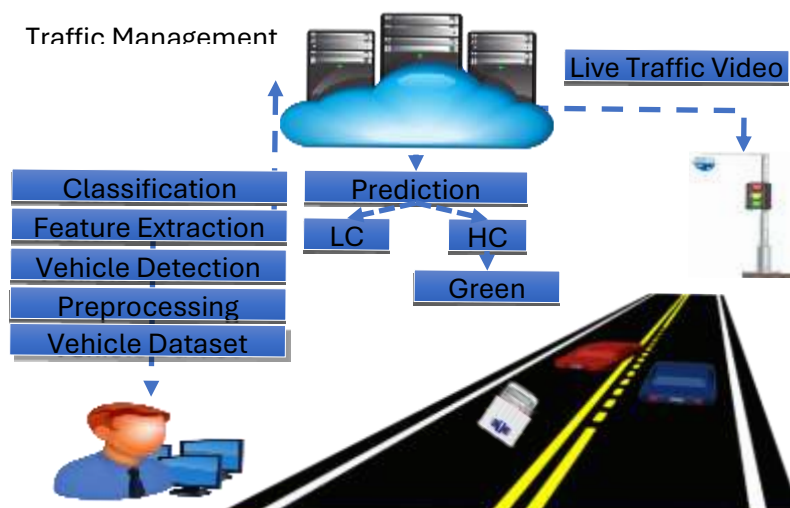 Traffic Management
Live Traffic Video
Classification
Prediction
Feature Extraction
LC
HC
Vehicle Detection
Green
Preprocessing
Vehicle Dataset